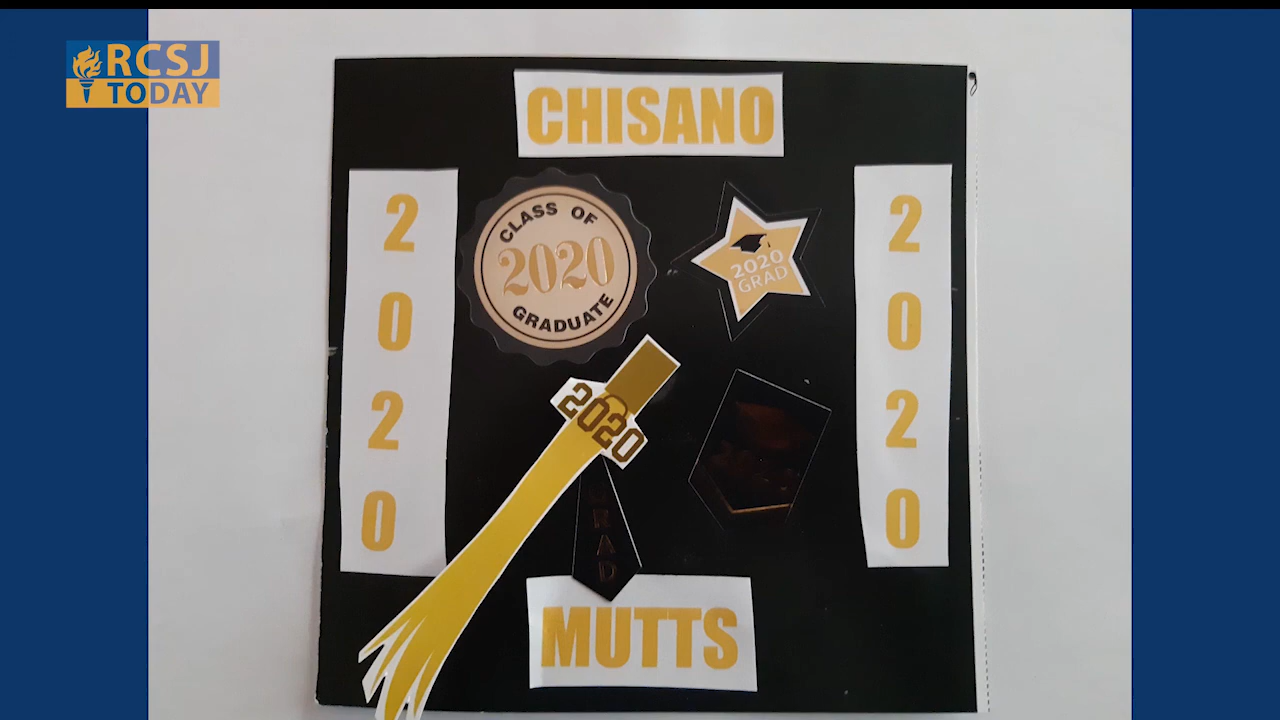 RCSJ
TODAY
CHISANO
2
0
2
0
CLASS OF
2020
GRADUATE
2020
GRAD
2
0
2
0
2020
GRAD
MUTTS